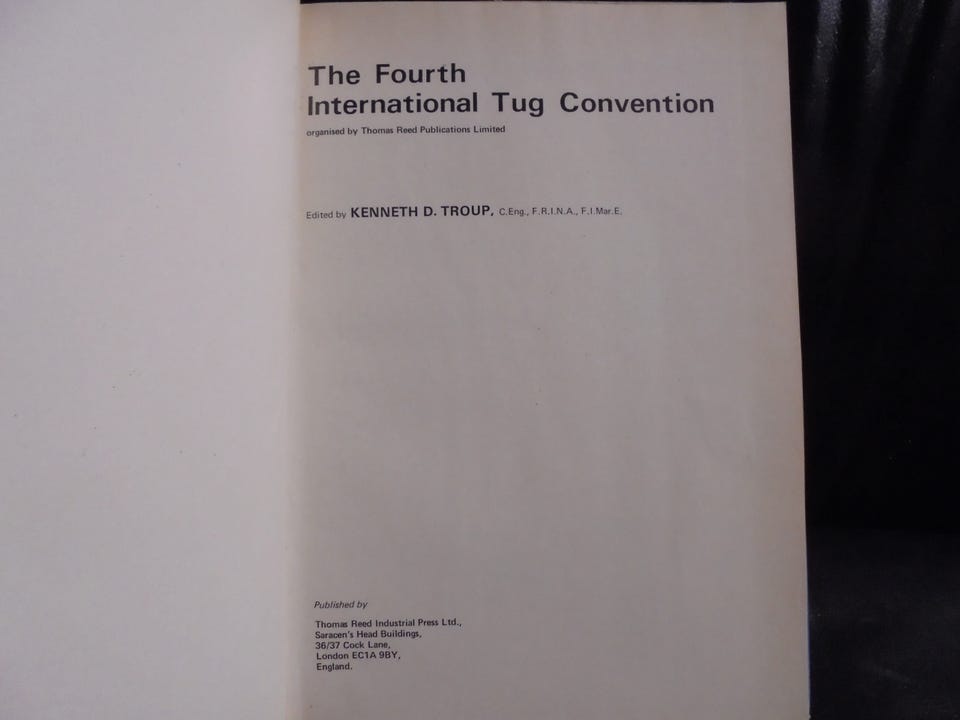 The Fourth
International Tug Convention
organised by Thomas Reed Publications Limited
Edited by KENNETH D. TROUP, C.Eng., F.R.I.N.A., F.I.Mar.E.
Published by
Thomas Reed Industrial Press Ltd.,
Saracen's Head Buildings,
36/37 Cock Lane,
London EC1A 9BY,
England.